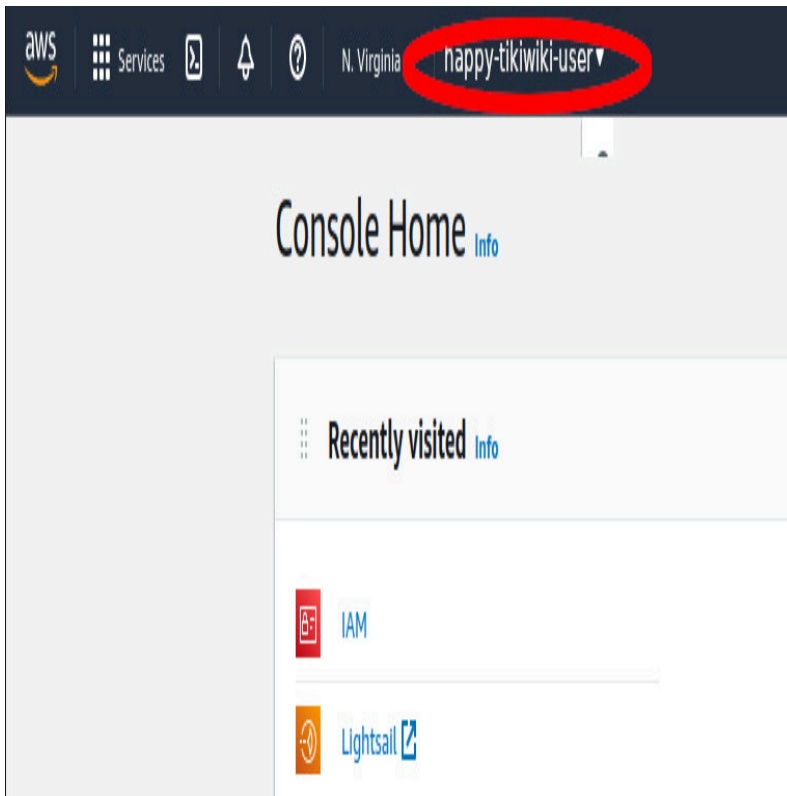 aws Services N. Virginia happy-tikiwiki-user
Console Home Info
Recently visited Info
IAM
Lightsail